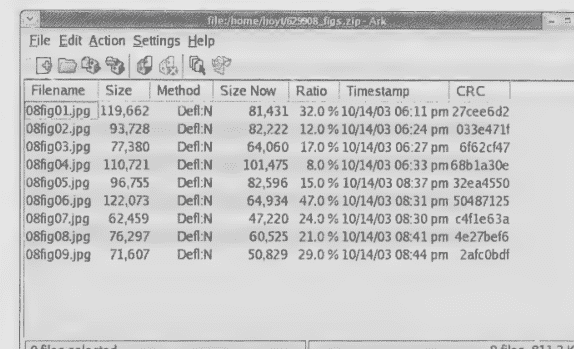 file:/home/hoyt/629908_figs.zip - Ark
File Edit Action Settings Help
Filename Size Method Size Now Ratio Timestamp CRC
08fig01.jpg 119,662 Defl:N 81,431 32.0 % 10/14/03 06:11 pm 27cee6d2
08fig02.jpg 93,728 Defl:N 82,222 12.0 % 10/14/03 06:24 pm 033e471f
08fig03.jpg 77,380 Defl:N 64,060 17.0 % 10/14/03 06:27 pm 6f62cf47
08fig04.jpg 110,721 Defl:N 101,475 8.0 % 10/14/03 06:33 pm 68b1a30e
08fig05.jpg 96,755 Defl:N 82,596 15.0 % 10/14/03 08:37 pm 32ea4550
08fig06.jpg 122,073 Defl:N 64,934 47.0 % 10/14/03 08:31 pm 50487125
08fig07.jpg 62,459 Defl:N 47,220 24.0 % 10/14/03 08:30 pm c4f1e63a
08fig08.jpg 76,297 Defl:N 60,525 21.0 % 10/14/03 08:41 pm 4e27bef6
08fig09.jpg 71,607 Defl:N 50,829 29.0 % 10/14/03 08:44 pm 2afc0bdf